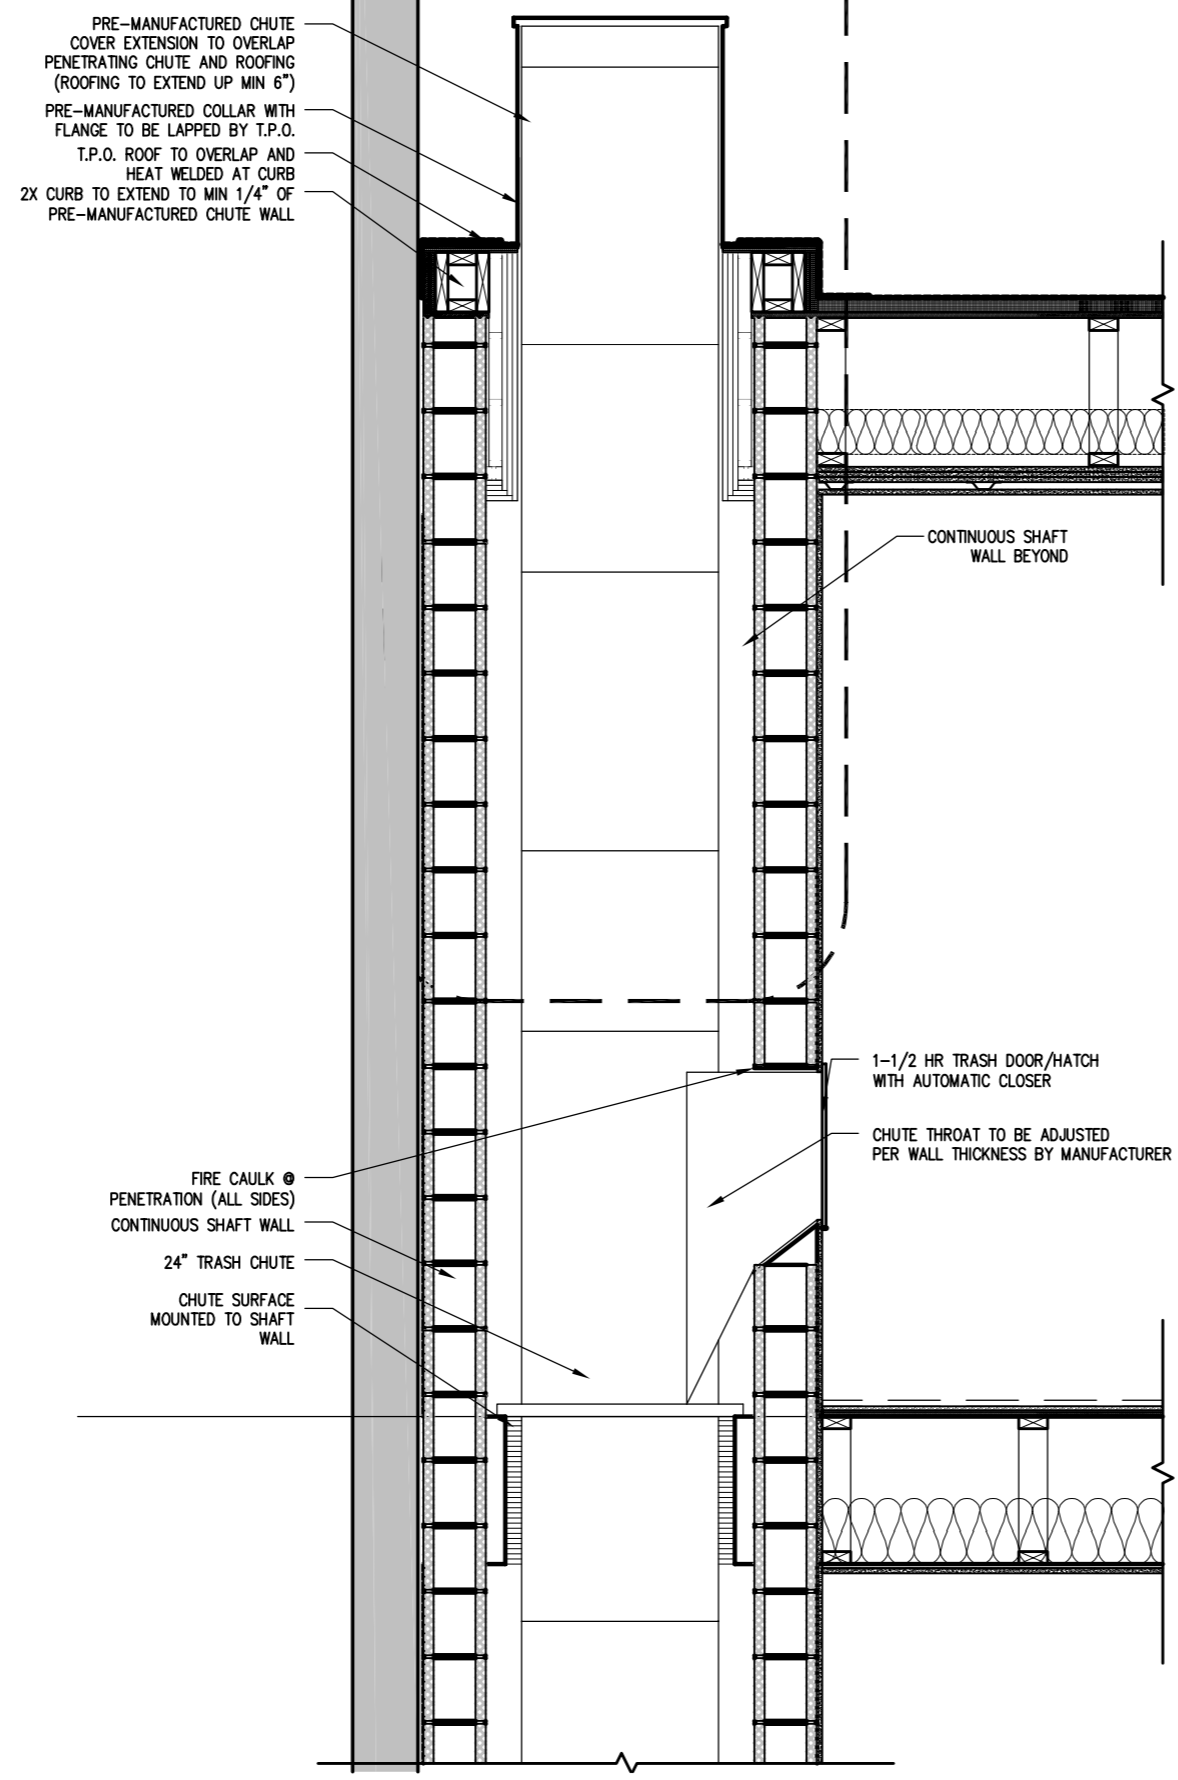 PRE-MANUFACTURED CHUTE
COVER EXTENSION TO OVERLAP
PENETRATING CHUTE AND ROOFING
(ROOFING TO EXTEND UP MIN 6")
PRE-MANUFACTURED COLLAR WITH
FLANGE TO BE LAPPED BY T.P.O.
T.P.O. ROOF TO OVERLAP AND
HEAT WELDED AT CURB
2X CURB TO EXTEND TO MIN 1/4" OF
PRE-MANUFACTURED CHUTE WALL
CONTINUOUS SHAFT
WALL BEYOND
1-1/2 HR TRASH DOOR/HATCH
WITH AUTOMATIC CLOSER
CHUTE THROAT TO BE ADJUSTED
PER WALL THICKNESS BY MANUFACTURER
FIRE CAULK @
PENETRATION (ALL SIDES)
CONTINUOUS SHAFT WALL
24" TRASH CHUTE
CHUTE SURFACE
MOUNTED TO SHAFT
WALL